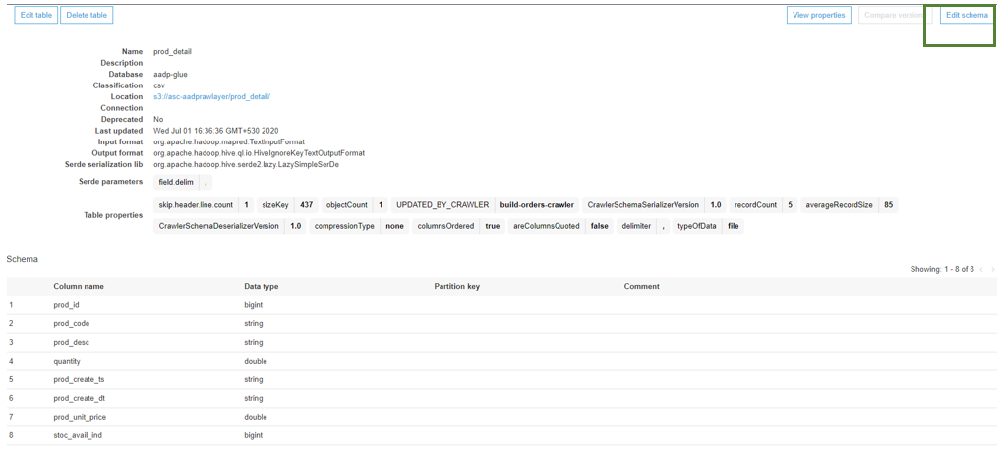 Edit table Delete table View properties Compare versions Edit schema
Name prod_detail
Description
Database aadp-glue
Classification csv
Location s3://asc-aadprawlayer/prod_detail/
Connection
Deprecated No
Last updated Wed Jul 01 16:36:36 GMT+530 2020
Input format org.apache.hadoop.mapred.TextInputFormat
Output format org.apache.hadoop.hive.ql.io.HiveIgnoreKeyTextOutputFormat
Serde serialization lib org.apache.hadoop.hive.serde2.lazy.LazySimpleSerDe
Serde parameters field.delim ,
Table properties
skip.header.line.count 1 sizeKey 437 objectCount 1 UPDATED_BY_CRAWLER build-orders-crawler CrawlerSchemaSerializerVersion 1.0 recordCount 5 averageRecordSize 85
CrawlerSchemaDeserializerVersion 1.0 compressionType none columnsOrdered true areColumnsQuoted false delimiter , typeOfData file
Schema
Showing: 1 - 8 of 8 < >
Column name Data type Partition key Comment
1 prod_id bigint
2 prod_code string
3 prod_desc string
4 quantity double
5 prod_create_ts string
6 prod_create_dt string
7 prod_unit_price double
8 stoc_avail_ind bigint